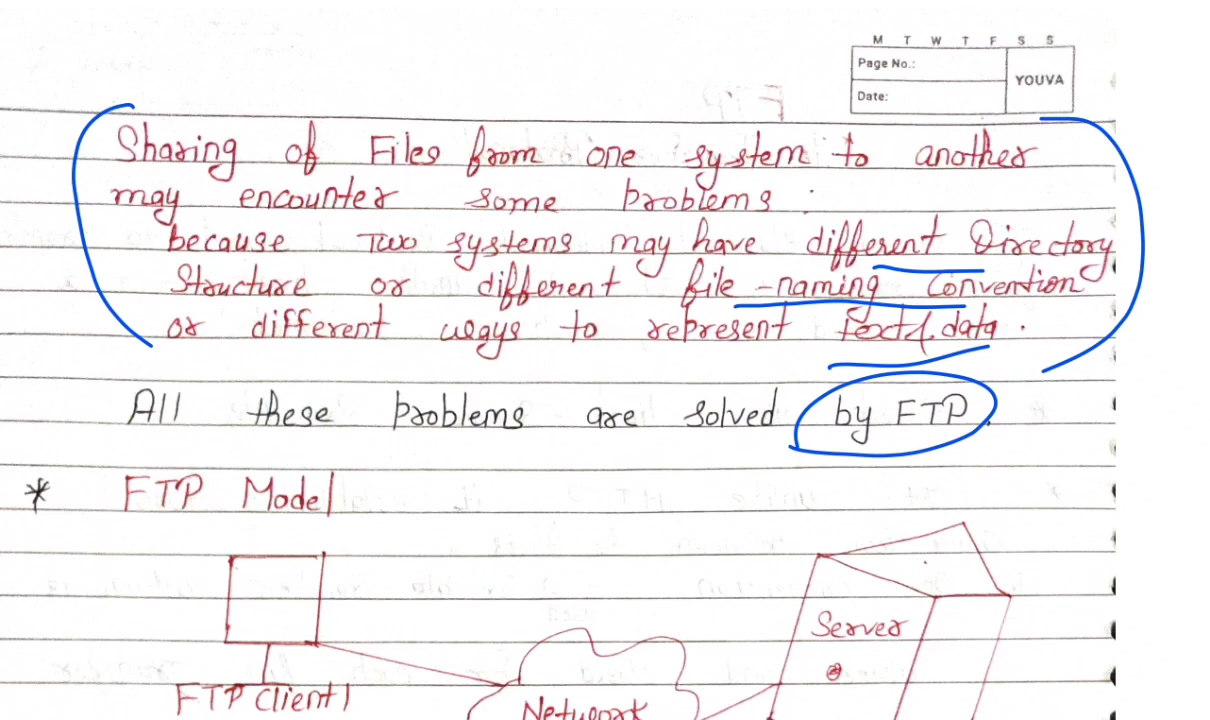 M T W T F S S
Page No.:
YOUVA
Date:
Sharing of Files from one system to another
may encounter some problems :
because Two systems may have different Directory
Structure or different file-naming Convention
or different ways to represent text & data.
All these problems are solved by FTP.
* FTP Model
Server
FTP Client 1
Network